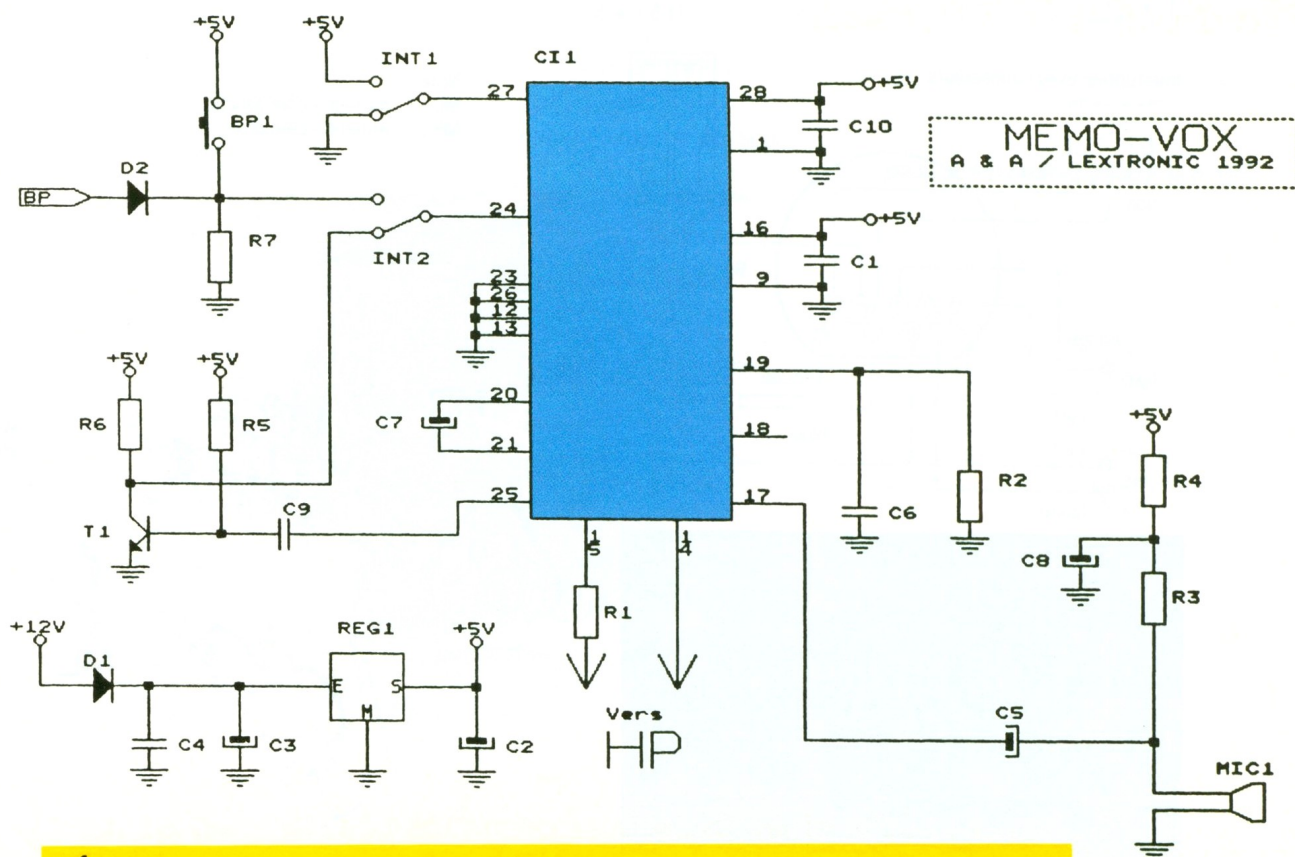 +5V
+5V
INT1
CI1
27
28
+5V
BP1
C10
1
MEMO-VOX
A & A / LEXTRONIC 1992
D2
BP
24
R7
INT2
+5V
16
C1
9
23
26
12
13
19
+5V
+5V
R6
R5
C7
20
21
18
+5V
R4
R2
25
17
C6
C9
T1
1
5
1
4
C8
R3
R1
+12V
REG1
+5V
D1
E
S
M
Vers
HP
C4
C3
C2
C5
MIC1